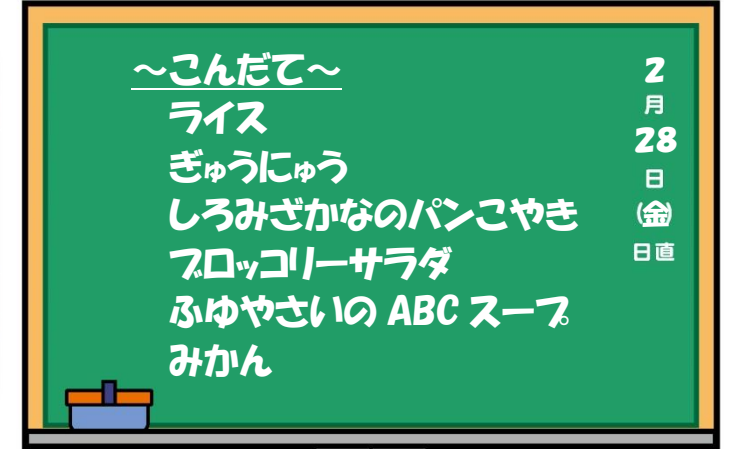 ～こんだて～
ライス
ぎゅうにゅう
しろみざかなのパンこやき
ブロッコリーサラダ
ふゆやさいの ABC スープ
みかん
2
月
28
日
(金)
日直